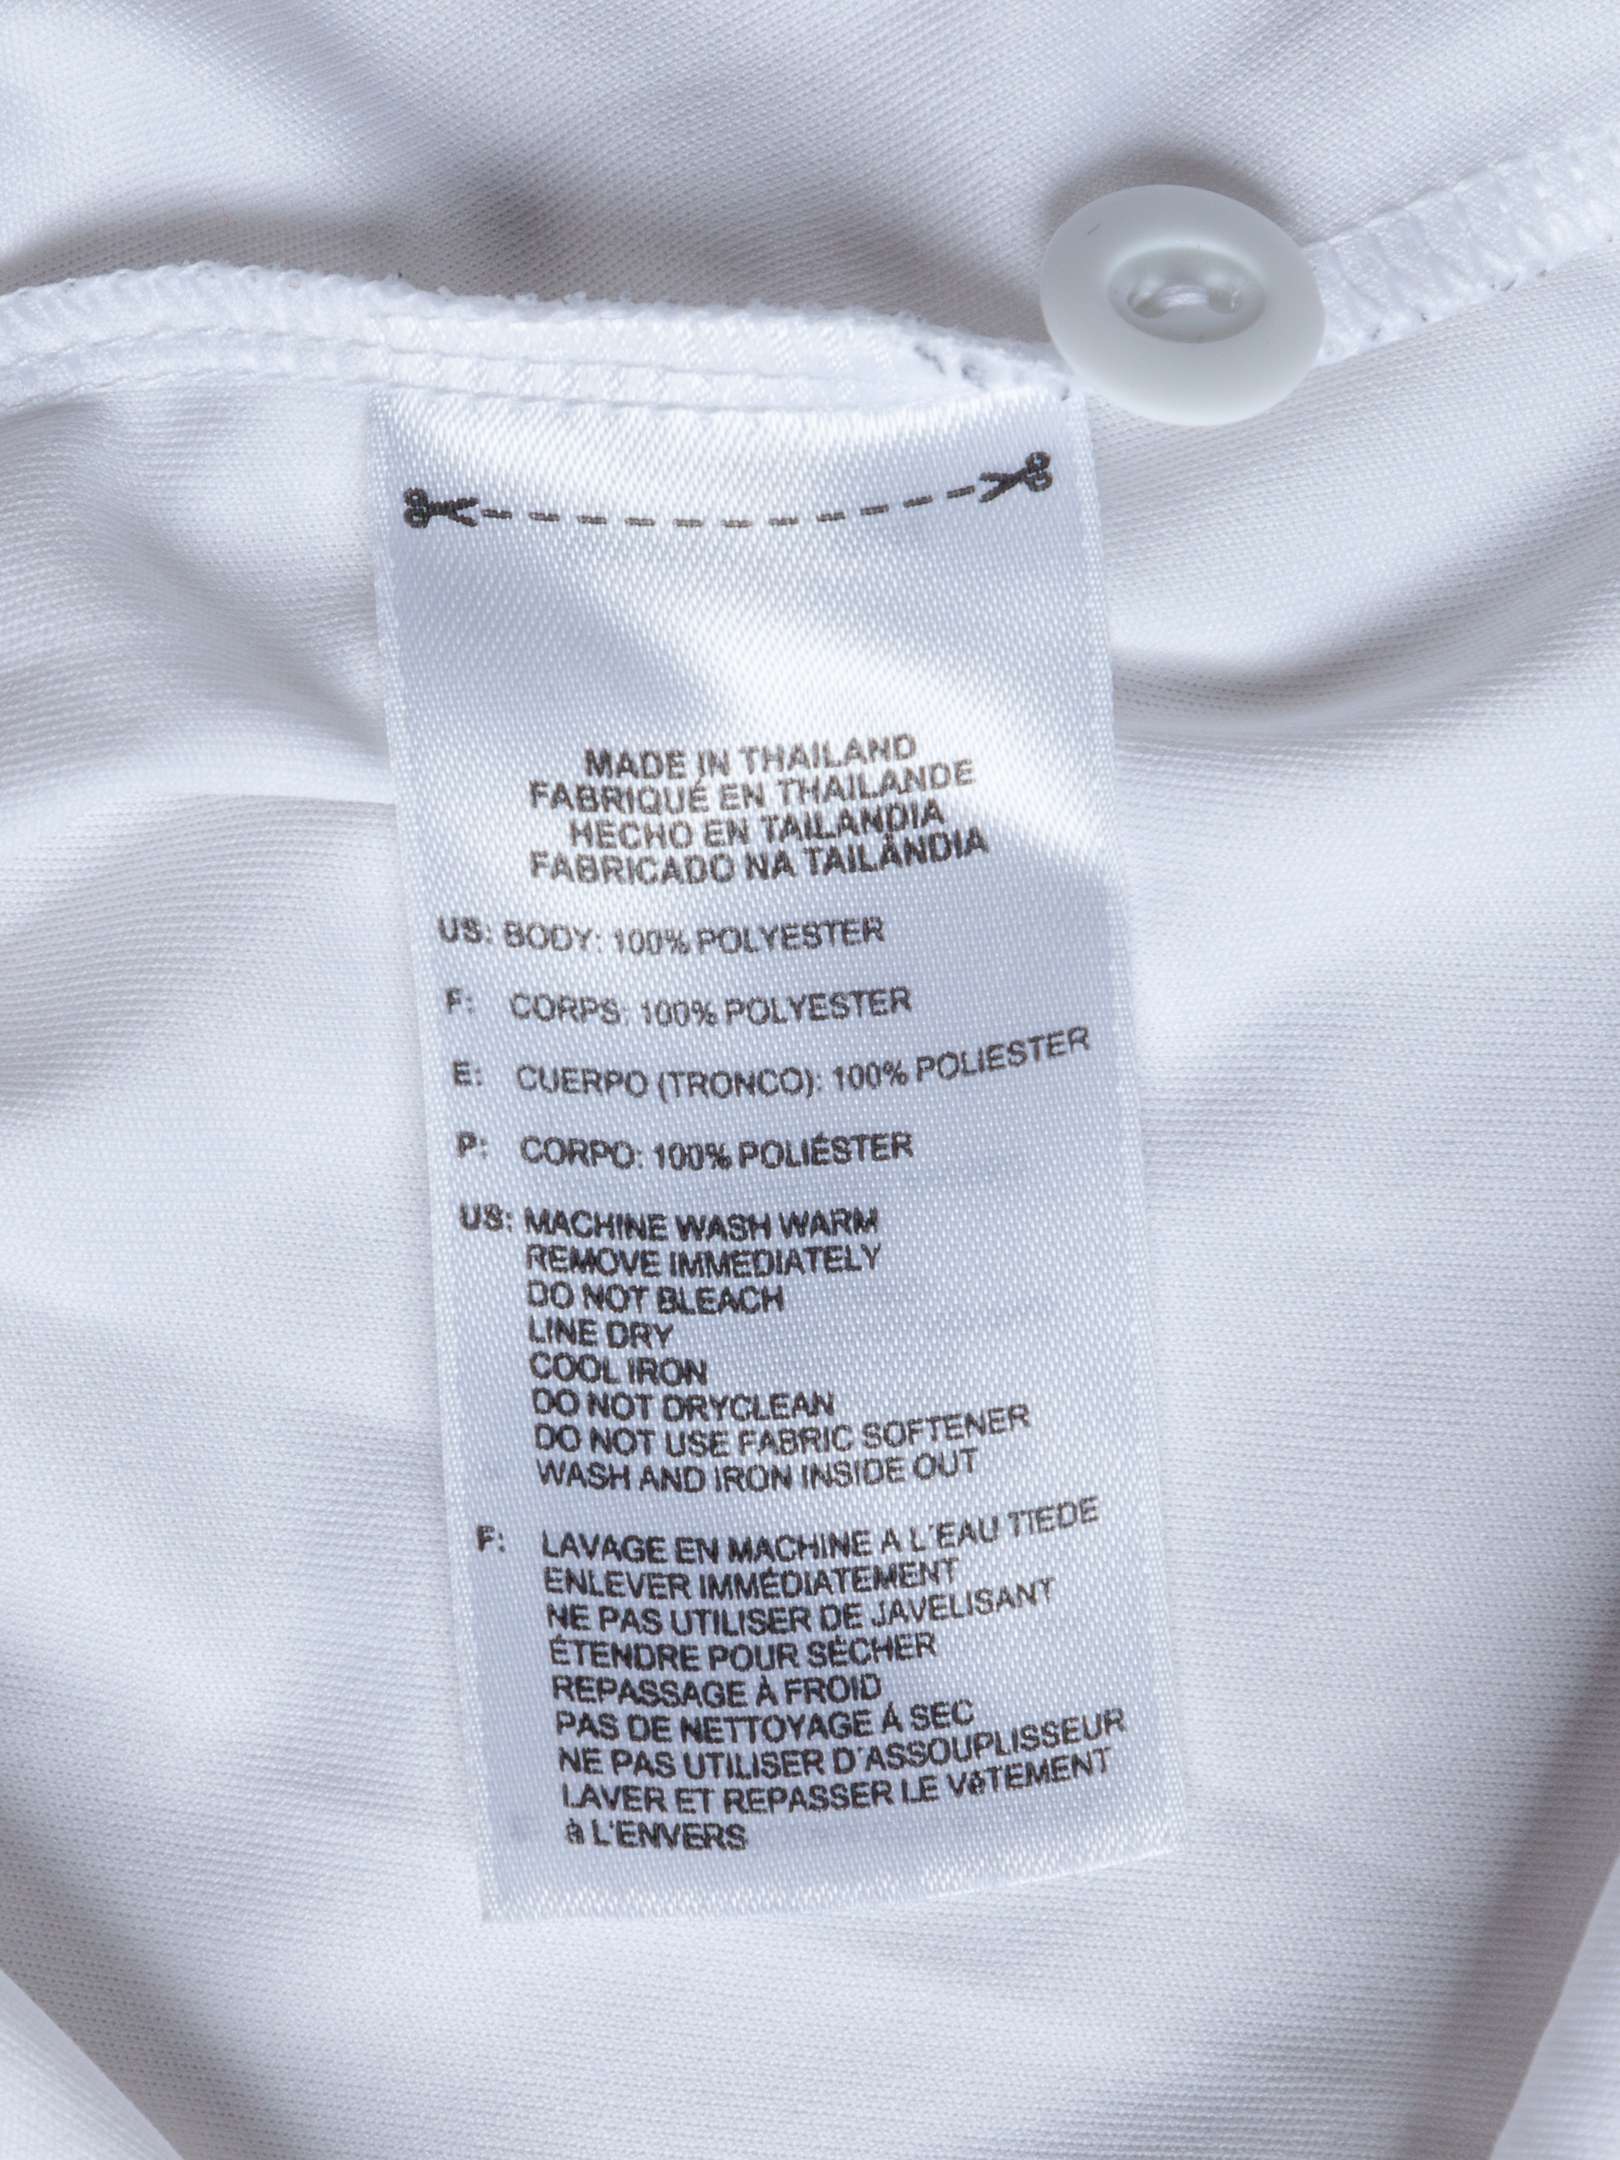 MADE IN THAILAND
FABRIQUÉ EN THAILANDE
HECHO EN TAILANDIA
FABRICADO NA TAILÂNDIA
US: BODY: 100% POLYESTER
F: CORPS: 100% POLYESTER
E: CUERPO (TRONCO): 100% POLIESTER
P: CORPO: 100% POLIÉSTER
US: MACHINE WASH WARM
REMOVE IMMEDIATELY
DO NOT BLEACH
LINE DRY
COOL IRON
DO NOT DRYCLEAN
DO NOT USE FABRIC SOFTENER
WASH AND IRON INSIDE OUT
F: LAVAGE EN MACHINE A L'EAU TIEDE
ENLEVER IMMÉDIATEMENT
NE PAS UTILISER DE JAVELISANT
ÉTENDRE POUR SÉCHER
REPASSAGE À FROID
PAS DE NETTOYAGE À SEC
NE PAS UTILISER D'ASSOUPLISSEUR
LAVER ET REPASSER LE VêTEMENT
à L'ENVERS